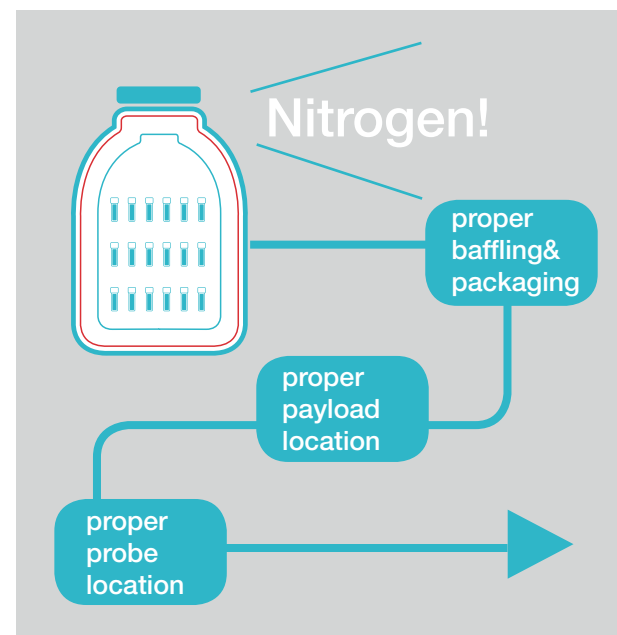 Nitrogen!
proper
baffling&
packaging
proper
payload
location
proper
probe
location